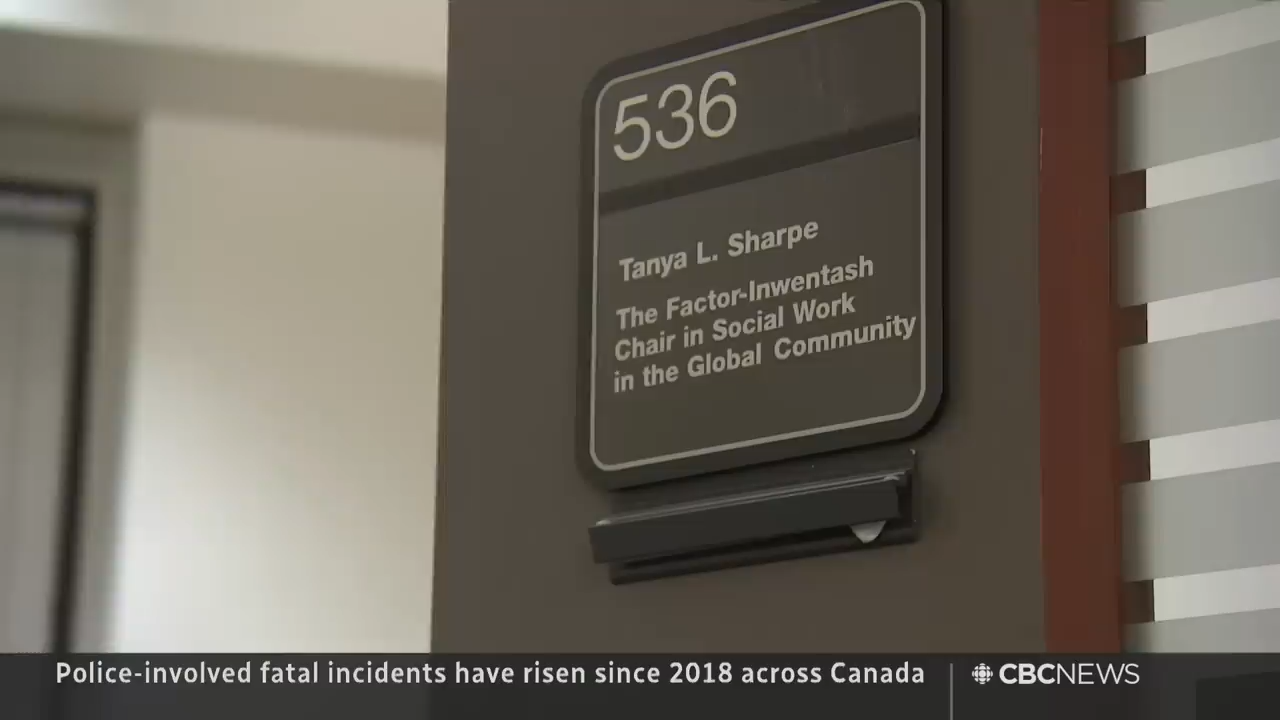 536
Tanya L. Sharpe
The Factor-Inwentash
Chair in Social Work
in the Global Community
Police-involved fatal incidents have risen since 2018 across Canada
CBCNEWS